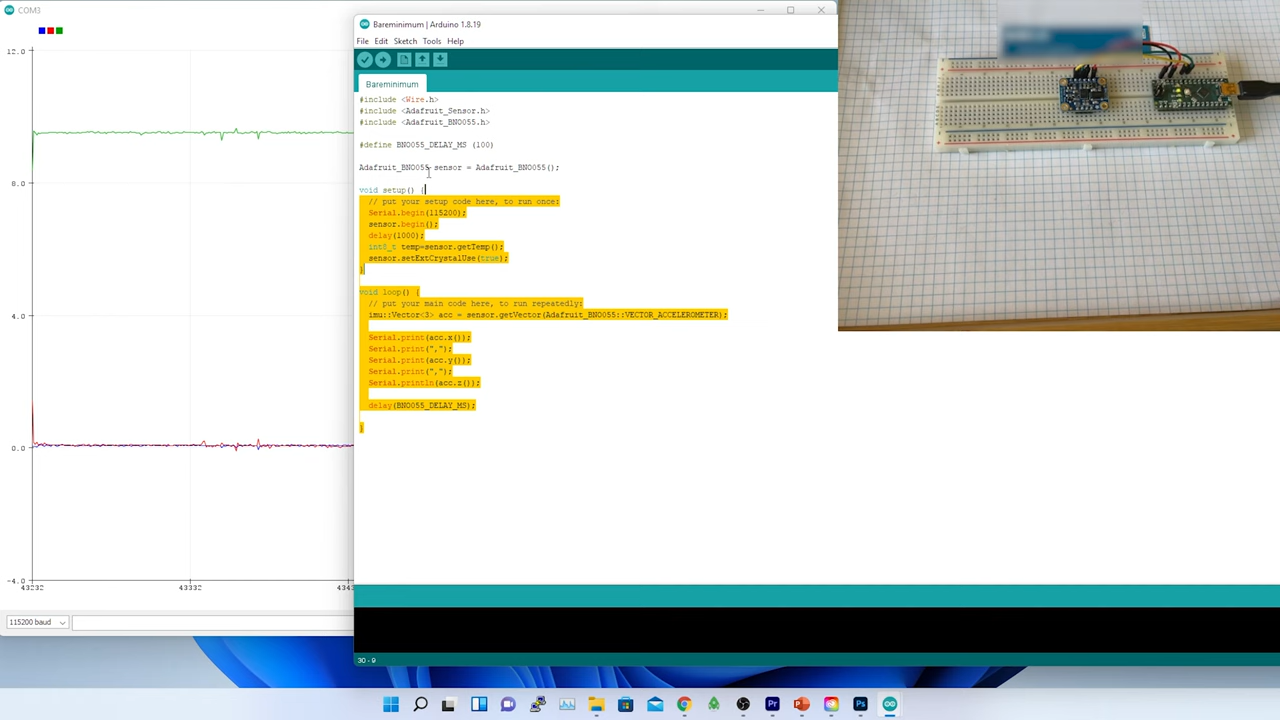 COM3
12.0
8.0
4.0
0.0
-4.0
43232
43332
115200 baud
Bareminimum | Arduino 1.8.19
File Edit Sketch Tools Help
Bareminimum
#include <Wire.h>
#include <Adafruit_Sensor.h>
#include <Adafruit_BNO055.h>
#define BNO055_DELAY_MS (100)
Adafruit_BNO055 sensor = Adafruit_BNO055();
void setup() {
// put your setup code here, to run once:
Serial.begin(115200);
sensor.begin();
delay(1000);
int8_t temp=sensor.getTemp();
sensor.setExtCrystalUse(true);
}
void loop() {
// put your main code here, to run repeatedly:
imu::Vector<3> acc = sensor.getVector(Adafruit_BNO055::VECTOR_ACCELEROMETER);
Serial.print(acc.x());
Serial.print(",");
Serial.print(acc.y());
Serial.print(",");
Serial.println(acc.z());
delay(BNO055_DELAY_MS);
}
30 - 9